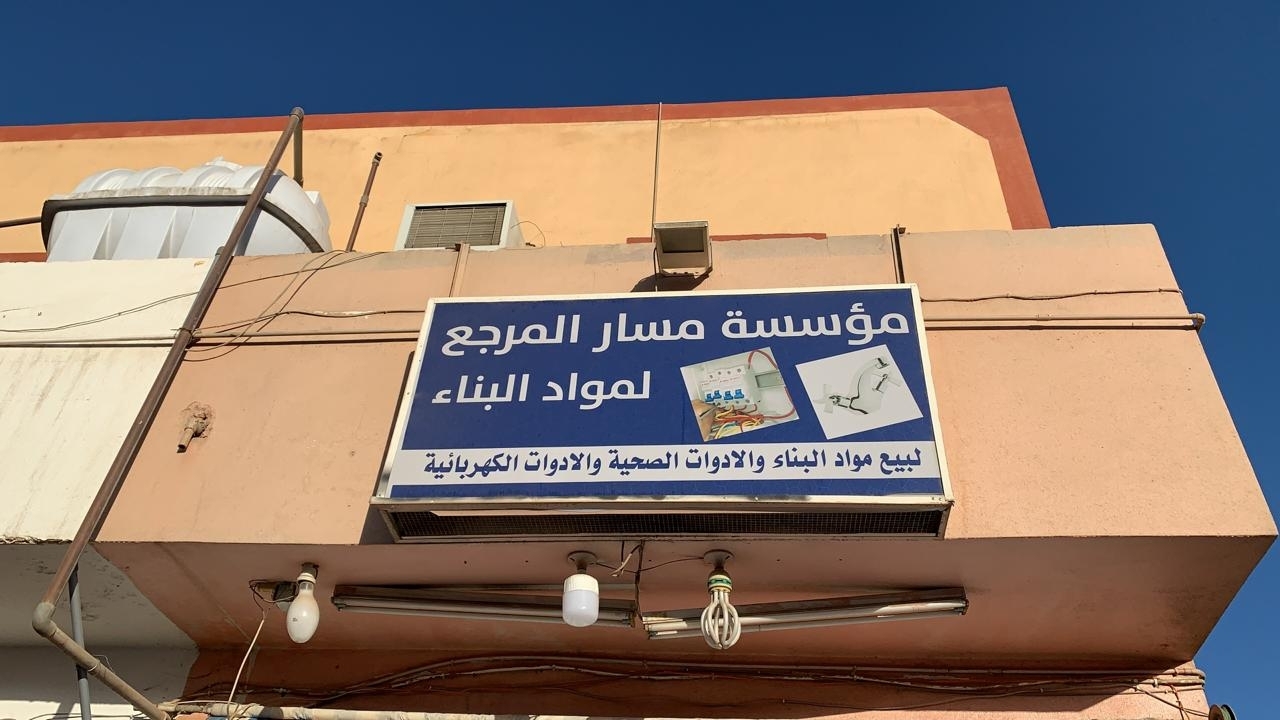 مؤسسة مسار المرجع
لمواد البناء
لبيع مواد البناء والادوات الصحية والادوات الكهربائية